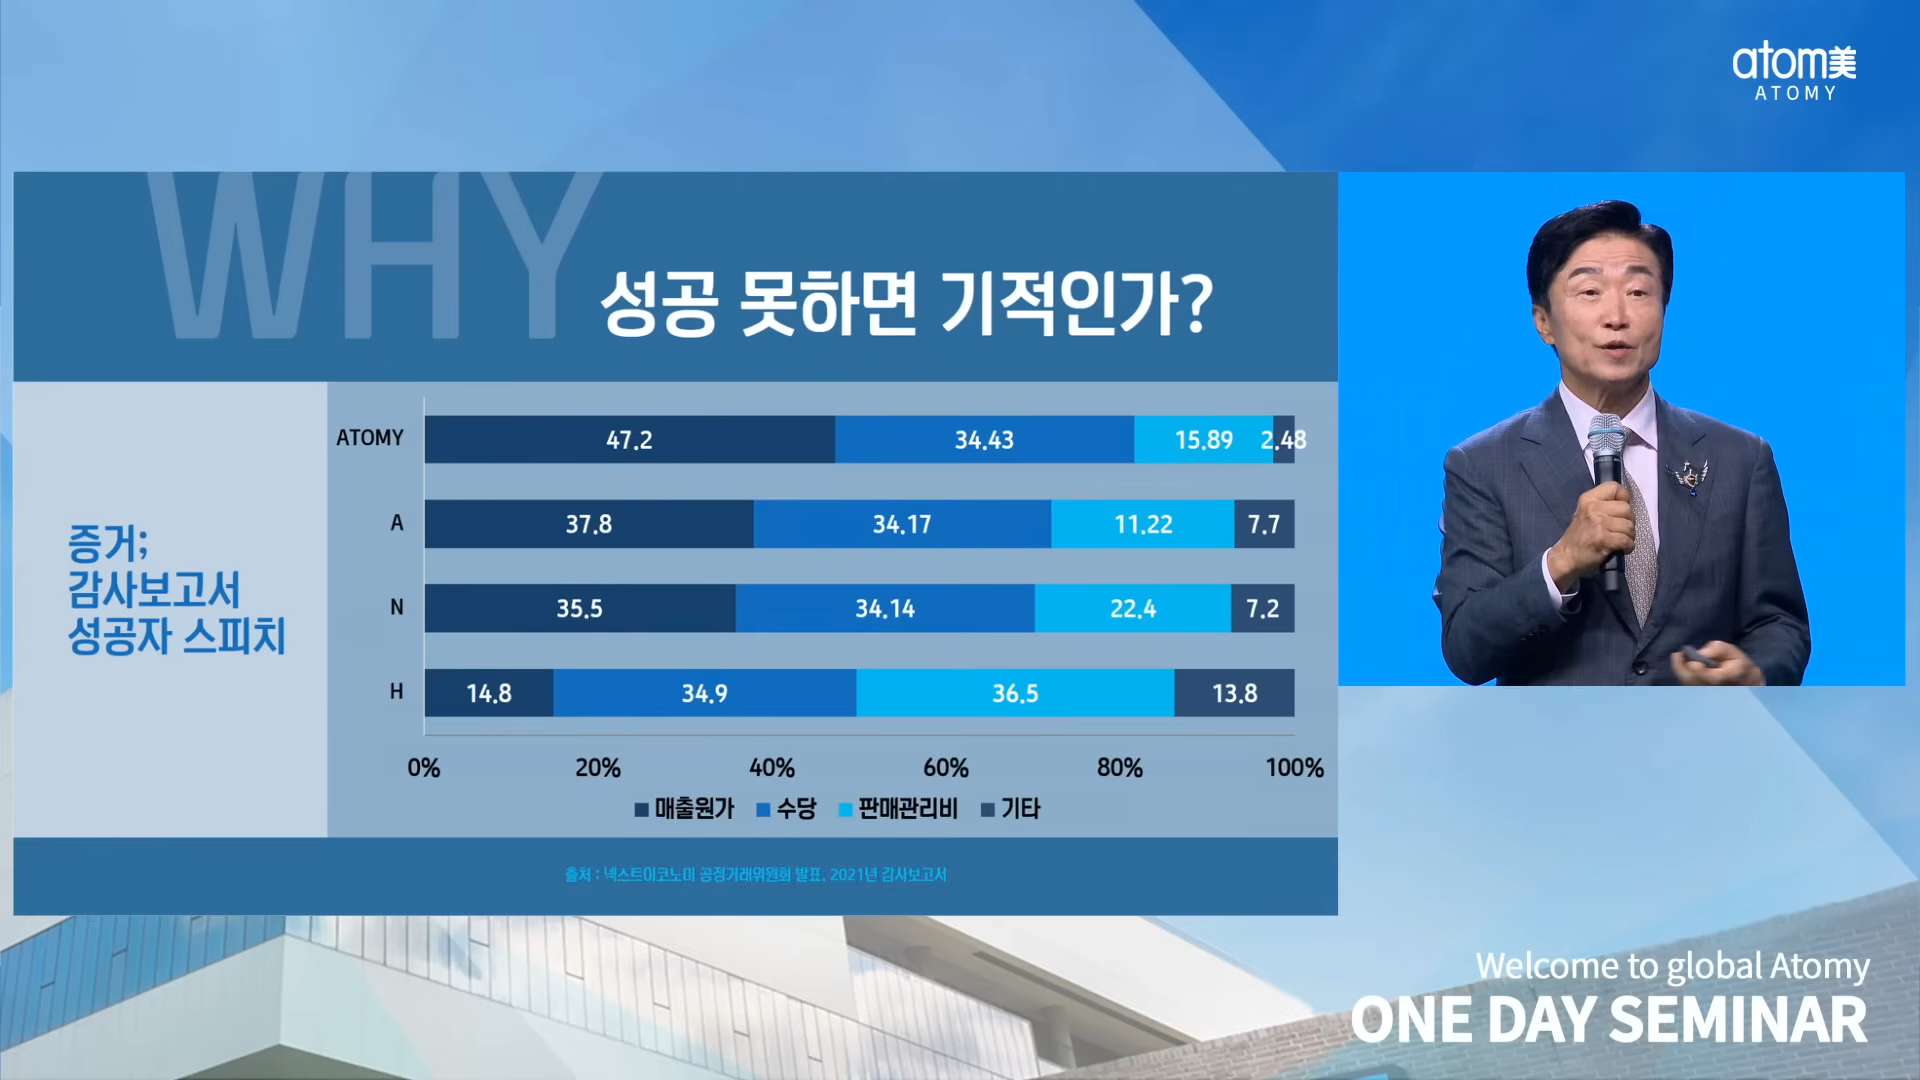 atom美
ATOMY
WHY
성공 못하면 기적인가?
증거;
감사보고서
성공자 스피치
ATOMY 47.2 34.43 15.89 2.48
A 37.8 34.17 11.22 7.7
N 35.5 34.14 22.4 7.2
H 14.8 34.9 36.5 13.8
0% 20% 40% 60% 80% 100%
매출원가 수당 판매관리비 기타
출처 : 넥스트이코노미 공정거래위원회 발표, 2021년 감사보고서
Welcome to global Atomy
ONE DAY SEMINAR